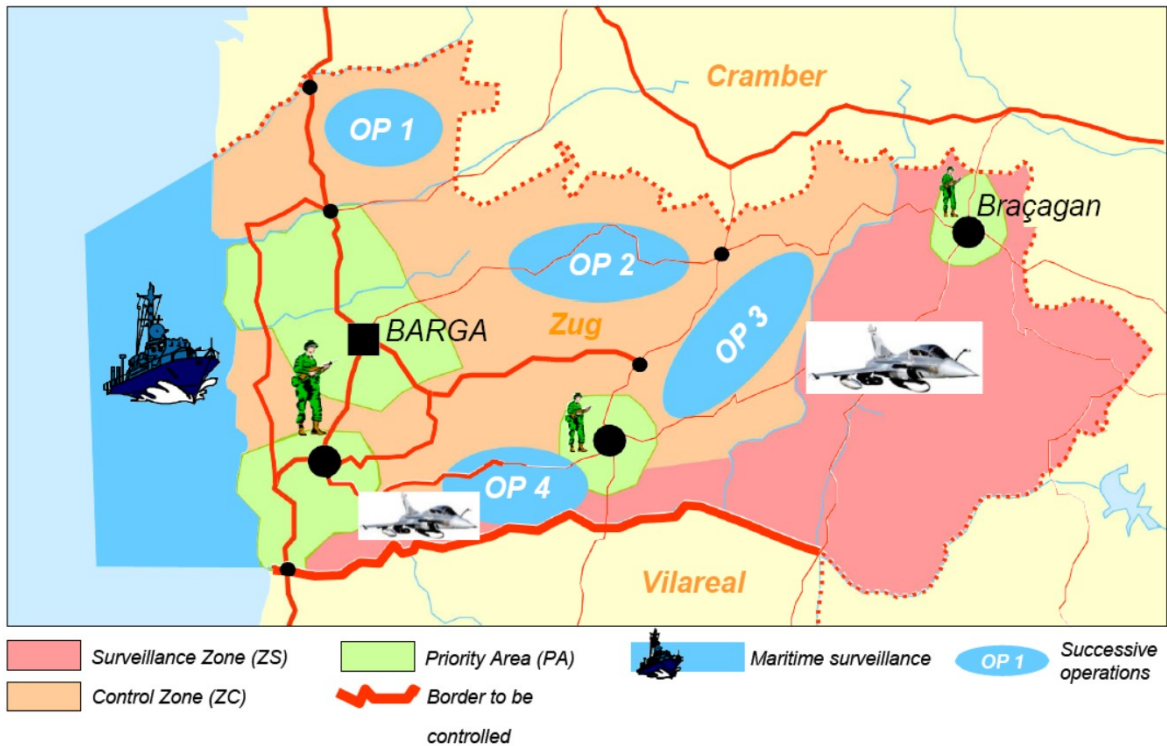 Cramber
OP 1
Braçagan
OP 2
BARGA
Zug
OP 3
OP 4
Vilareal
Surveillance Zone (ZS)
Priority Area (PA)
Maritime surveillance
OP 1
Successive
operations
Control Zone (ZC)
Border to be
controlled